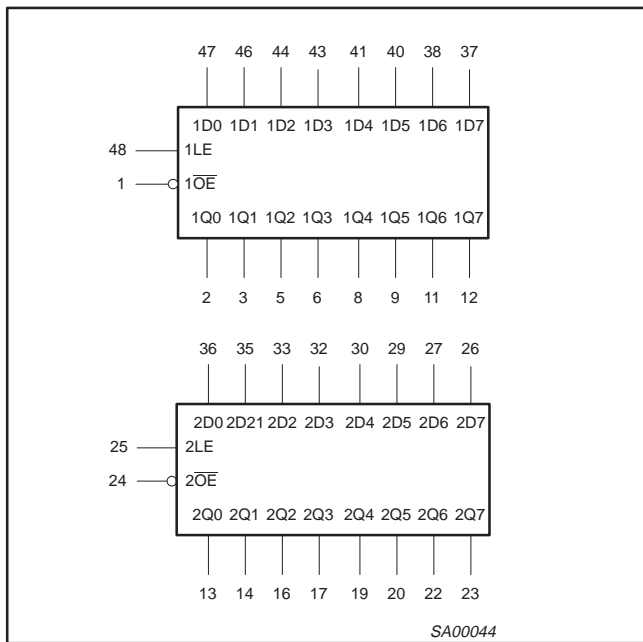 47 46 44 43 41 40 38 37
1D0 1D1 1D2 1D3 1D4 1D5 1D6 1D7
48 1LE
1 1O̅E̅
1Q0 1Q1 1Q2 1Q3 1Q4 1Q5 1Q6 1Q7
2 3 5 6 8 9 11 12
36 35 33 32 30 29 27 26
2D0 2D21 2D2 2D3 2D4 2D5 2D6 2D7
25 2LE
24 2O̅E̅
2Q0 2Q1 2Q2 2Q3 2Q4 2Q5 2Q6 2Q7
13 14 16 17 19 20 22 23
SA00044